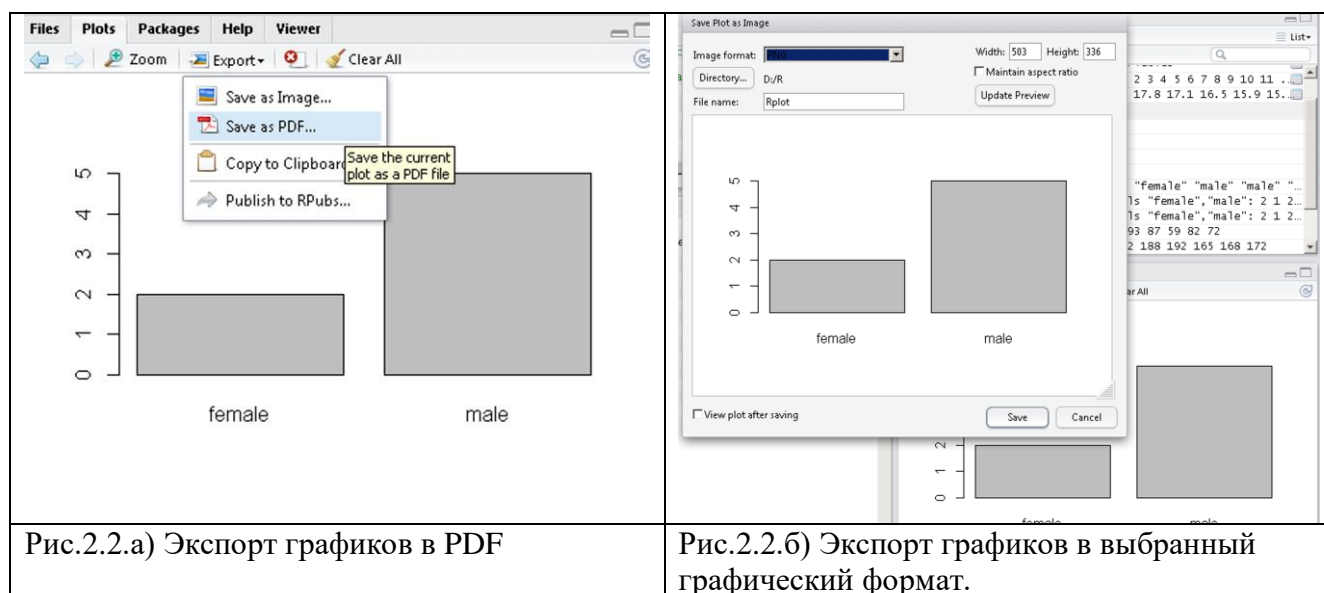 Files Plots Packages Help Viewer
Zoom Export Clear All
Save as Image...
Save as PDF...
Copy to Clipboar
Save the current
plot as a PDF file
Publish to RPubs...
5
4
3
2
1
0
female male
Рис.2.2.а) Экспорт графиков в PDF
Save Plot as Image
Image format: PNG
Width: 503 Height: 336
Directory... D:/R
Maintain aspect ratio
File name: Rplot
Update Preview
5
4
3
2
1
0
female male
View plot after saving
Save Cancel
List
2 3 4 5 6 7 8 9 10 11 ..
17.8 17.1 16.5 15.9 15..
"female" "male" "male" "…
ls "female","male": 2 1 2…
ls "female","male": 2 1 2…
93 87 59 82 72
2 188 192 165 168 172
ar All
2
1
0
female male
Рис.2.2.б) Экспорт графиков в выбранный
графический формат.